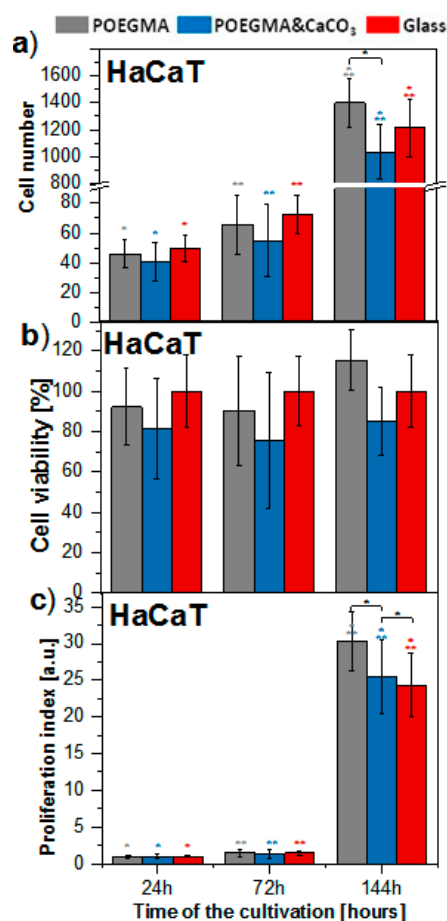 POEGMA POEGMA&CaCO₃ Glass
a) HaCaT
Cell number
1600
1400
1200
1000
800
80
60
40
20
0
* * *
** ** **
*
* ** * ** * **
b) HaCaT
Cell viability [%]
120
100
80
60
40
20
0
c) HaCaT
Proliferation index [a.u.]
35
30
25
20
15
10
5
0
* * *
** ** **
* *
* ** * ** * **
24h 72h 144h
Time of the cultivation [hours]